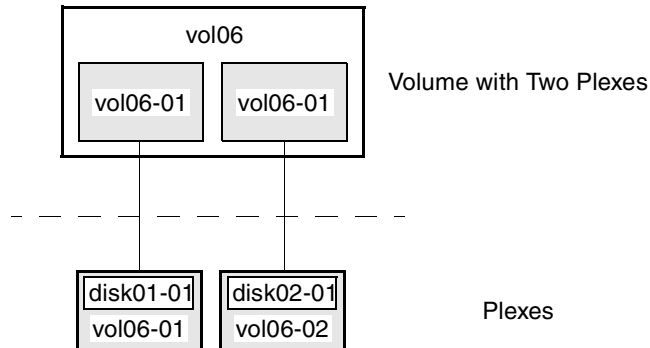 vol06
vol06-01 vol06-01
Volume with Two Plexes
disk01-01 disk02-01
vol06-01 vol06-02
Plexes